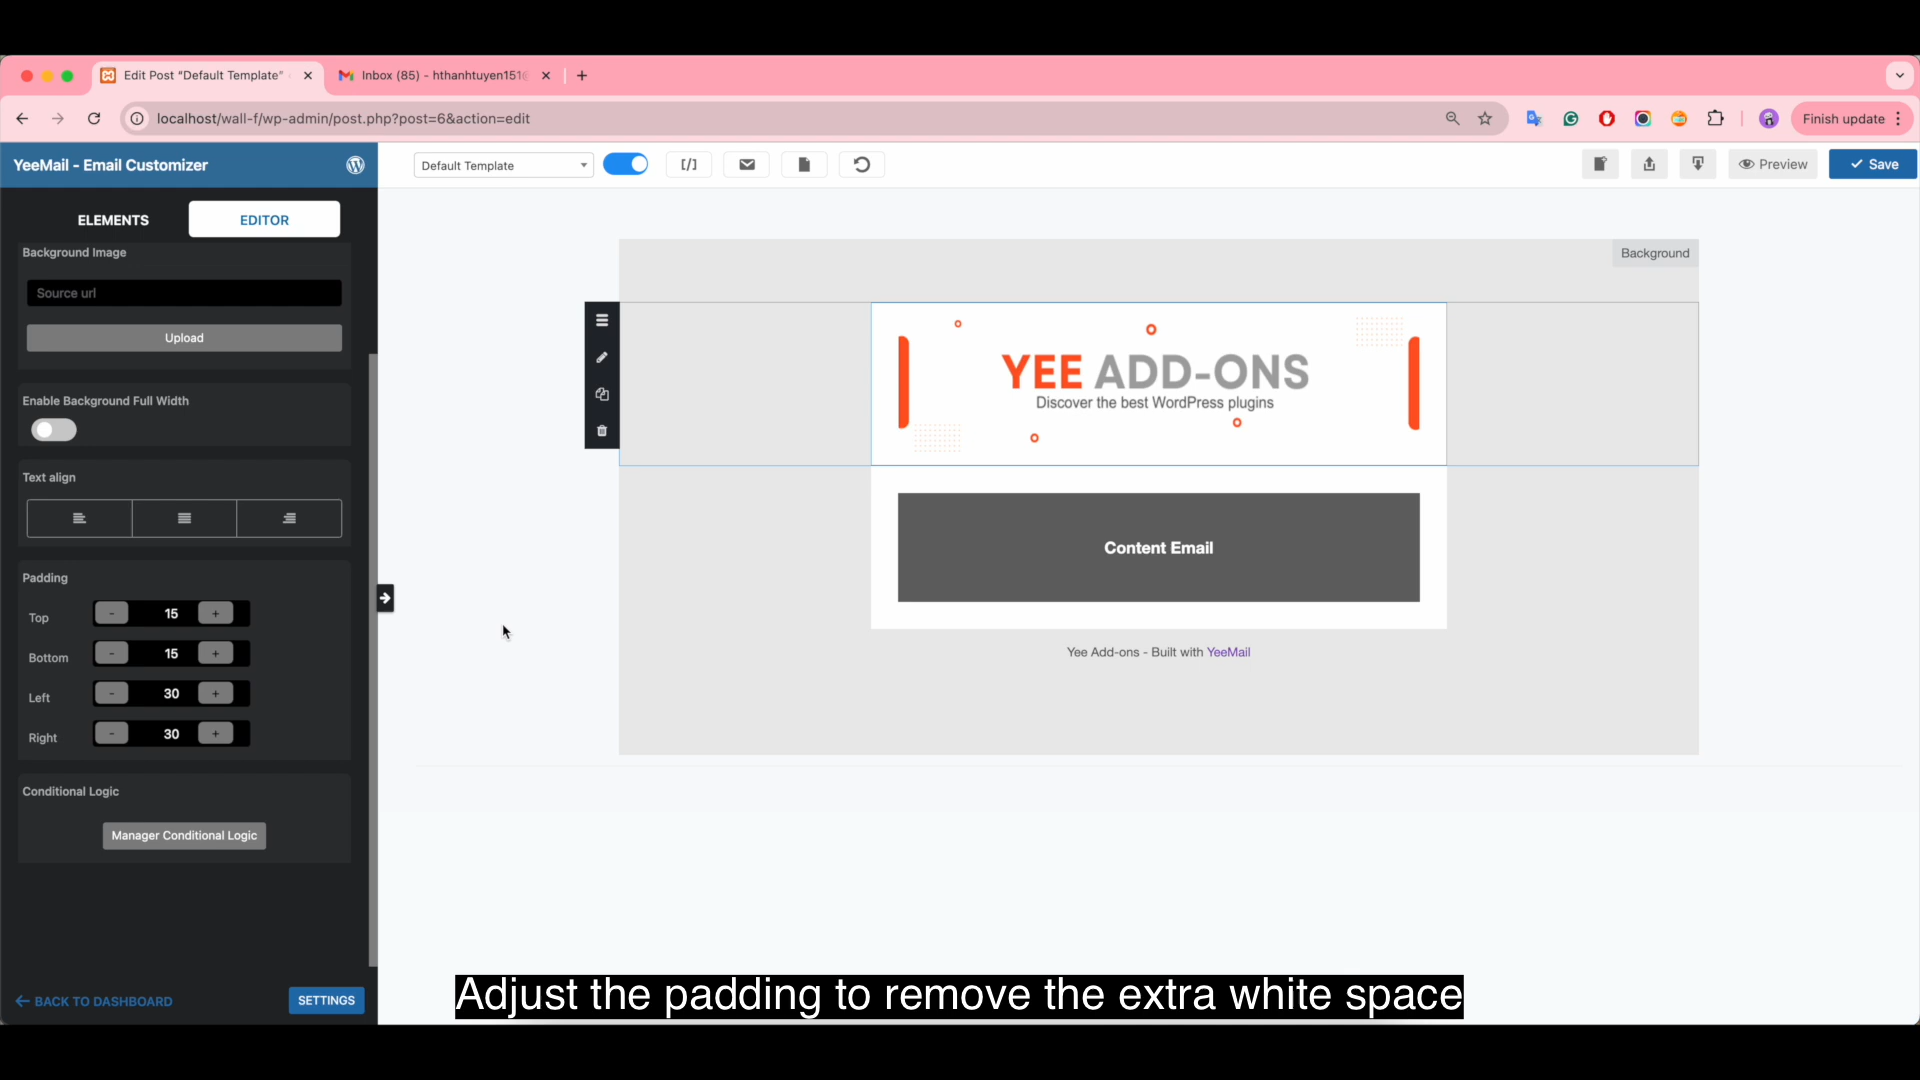 Edit Post “Default Template”
Inbox (85) - hthanhtuyen151
localhost/wall-f/wp-admin/post.php?post=6&action=edit
Finish update
YeeMail - Email Customizer
Default Template
[/]
Preview
Save
ELEMENTS
EDITOR
Background Image
Source url
Upload
Enable Background Full Width
Text align
Padding
Top - 15 +
Bottom - 15 +
Left - 30 +
Right - 30 +
Conditional Logic
Manager Conditional Logic
BACK TO DASHBOARD
SETTINGS
Background
YEE ADD-ONS
Discover the best WordPress plugins
Content Email
Yee Add-ons - Built with YeeMail
Adjust the padding to remove the extra white space